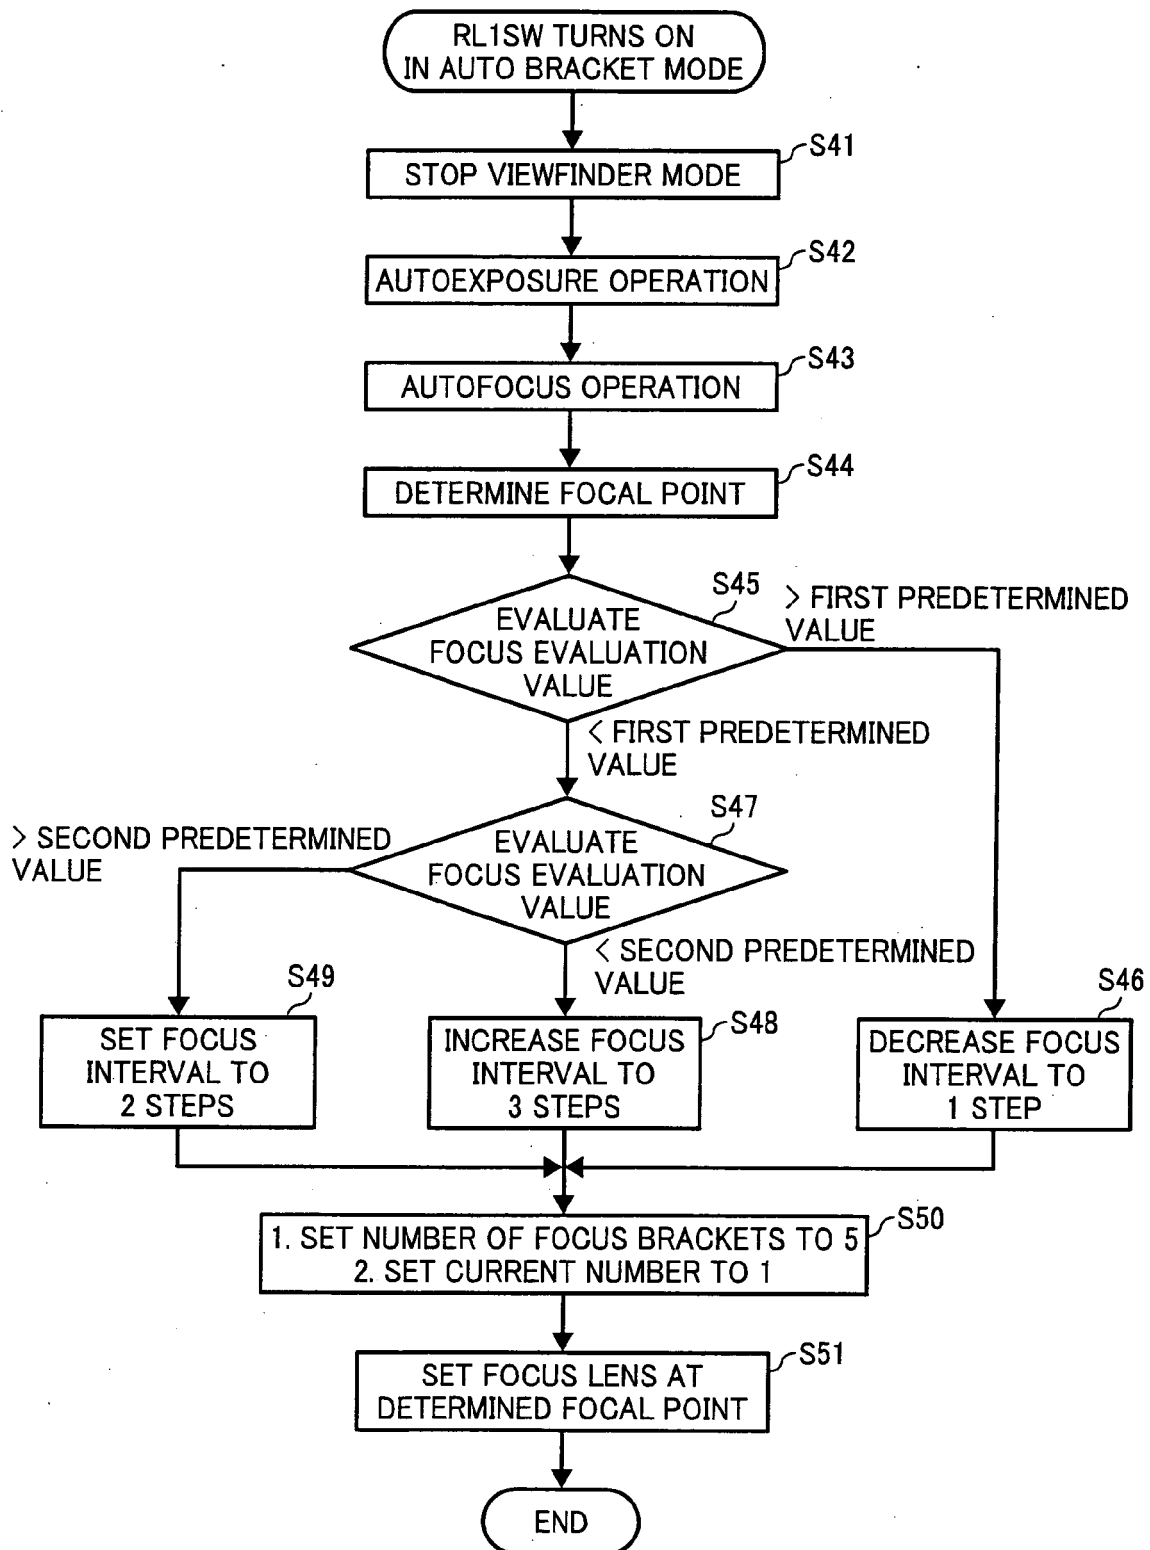 RL1SW TURNS ON
IN AUTO BRACKET MODE
S41
STOP VIEWFINDER MODE
S42
AUTOEXPOSURE OPERATION
S43
AUTOFOCUS OPERATION
S44
DETERMINE FOCAL POINT
S45
EVALUATE
FOCUS EVALUATION
VALUE
> FIRST PREDETERMINED
VALUE
< FIRST PREDETERMINED
VALUE
S47
EVALUATE
FOCUS EVALUATION
VALUE
> SECOND PREDETERMINED
VALUE
< SECOND PREDETERMINED
VALUE
S49
SET FOCUS
INTERVAL TO
2 STEPS
S48
INCREASE FOCUS
INTERVAL TO
3 STEPS
S46
DECREASE FOCUS
INTERVAL TO
1 STEP
S50
1. SET NUMBER OF FOCUS BRACKETS TO 5
2. SET CURRENT NUMBER TO 1
S51
SET FOCUS LENS AT
DETERMINED FOCAL POINT
END